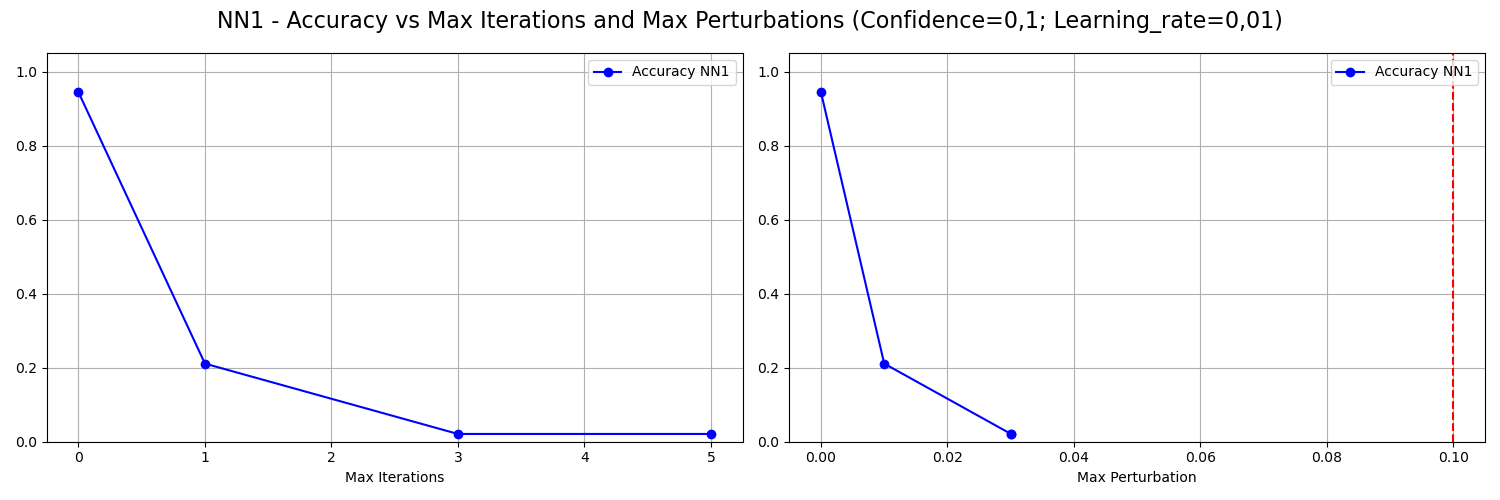 NN1 - Accuracy vs Max Iterations and Max Perturbations (Confidence=0,1; Learning_rate=0,01)
Accuracy NN1
1.0
0.8
0.6
0.4
0.2
0.0
0 1 2 3 4 5
Max Iterations
Accuracy NN1
1.0
0.8
0.6
0.4
0.2
0.0
0.00 0.02 0.04 0.06 0.08 0.10
Max Perturbation